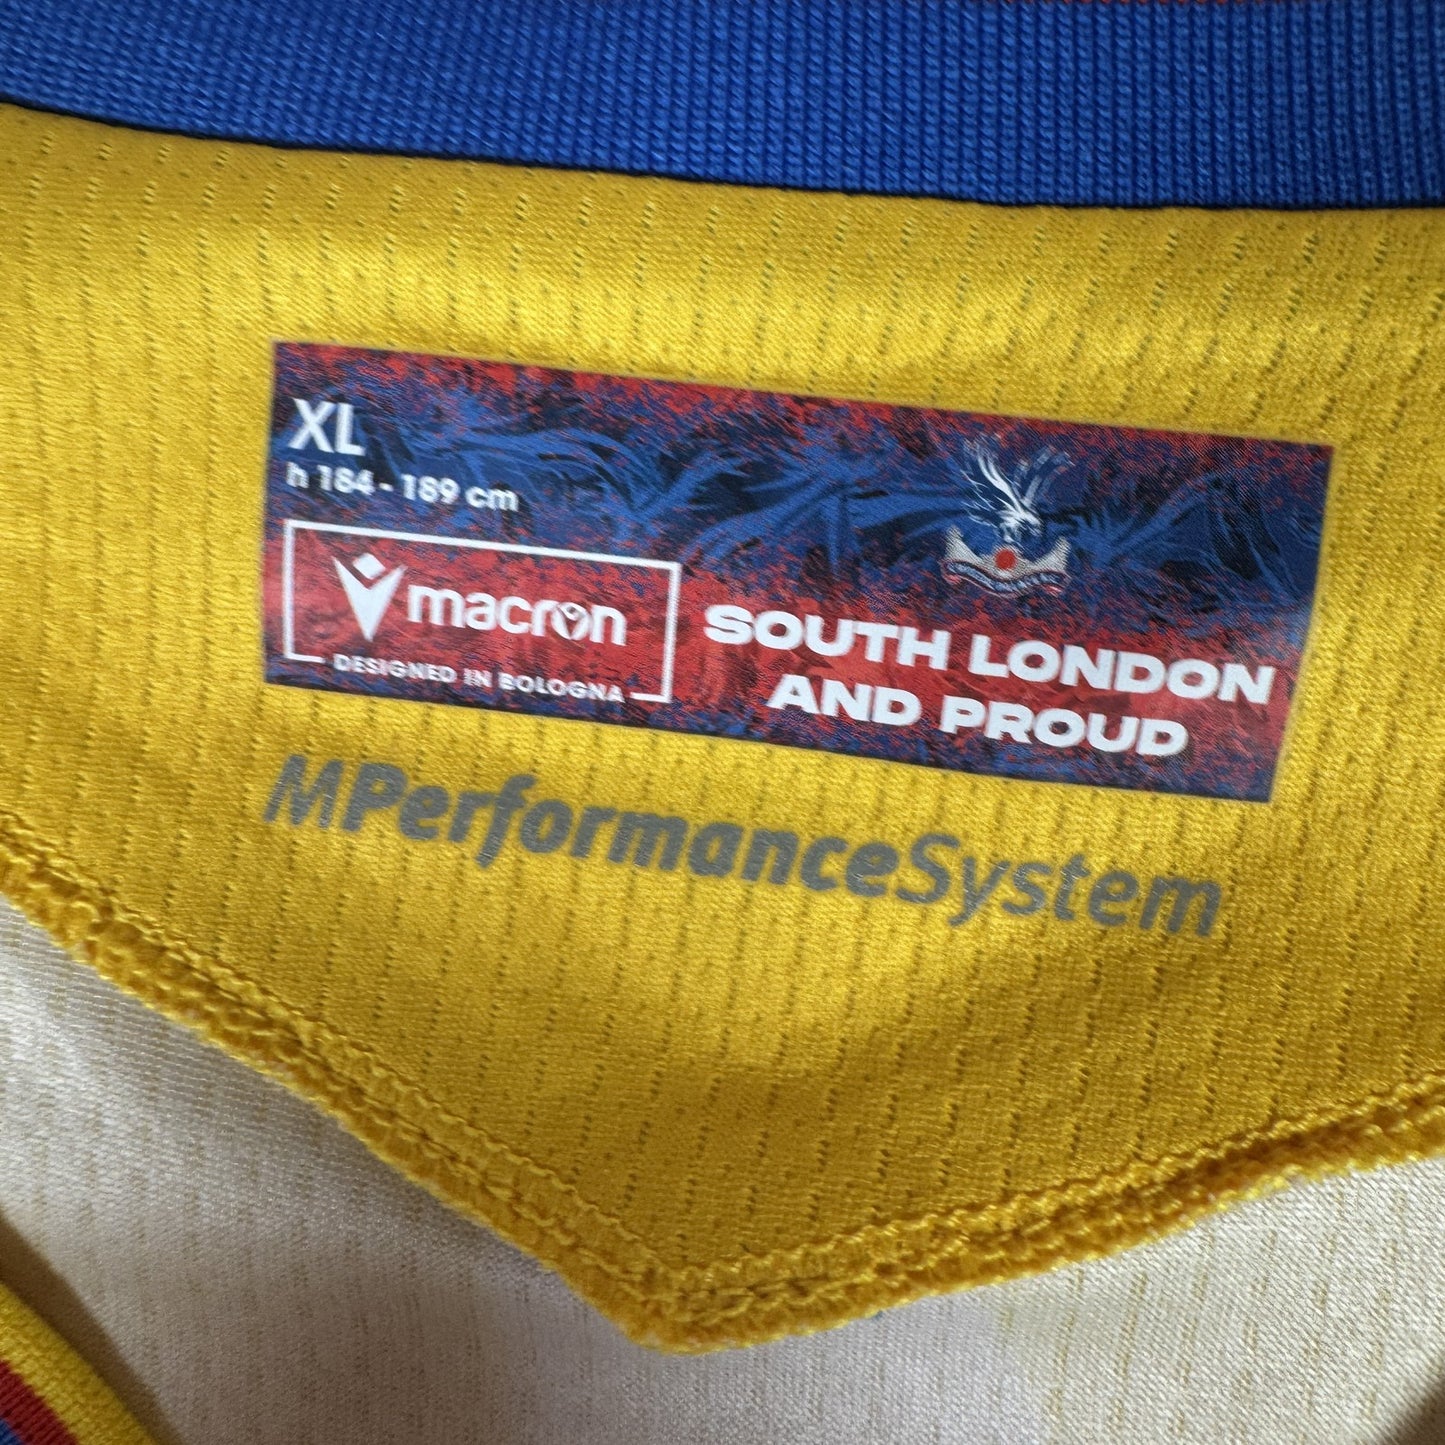 XL
h 184 - 189 cm
macron
DESIGNED IN BOLOGNA
SOUTH LONDON
AND PROUD
MPerformanceSystem